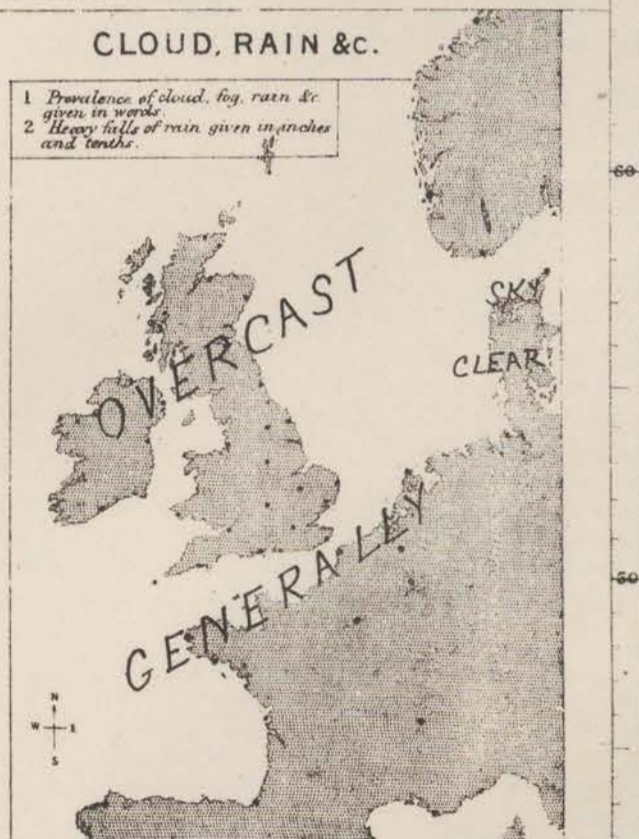 CLOUD, RAIN &c.
1 Prevalence of cloud, fog, rain &c
given in words.
2 Heavy falls of rain given in inches
and tenths.
60
SKY
CLEAR
OVERCAST
GENERALLY
50
N
W E
S